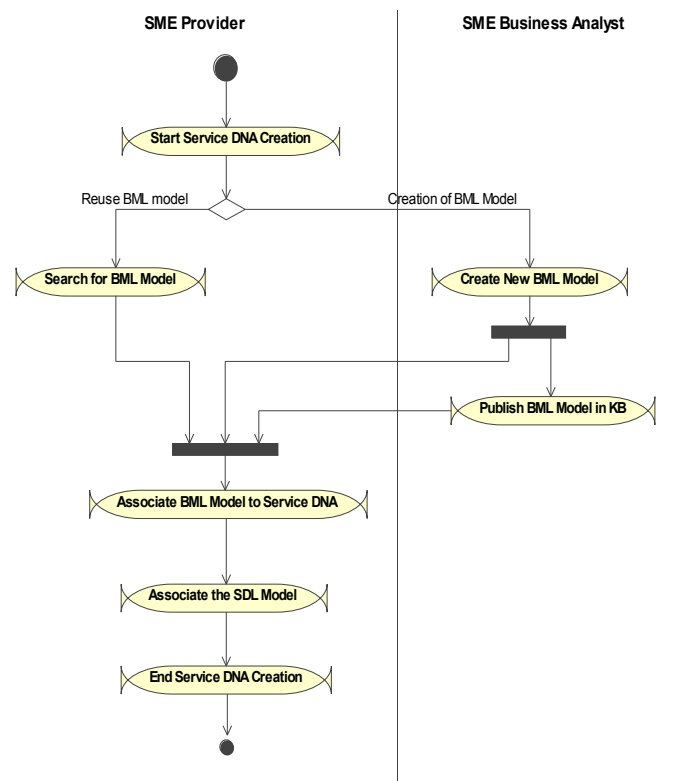 SME Provider
SME Business Analyst
Start Service DNA Creation
Reuse BML model
Creation of BML Model
Search for BML Model
Create New BML Model
Publish BML Model in KB
Associate BML Model to Service DNA
Associate the SDL Model
End Service DNA Creation